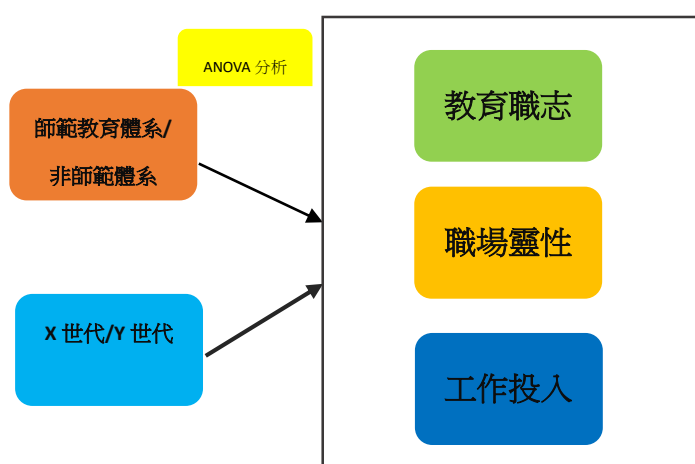 ANOVA 分析
師範教育體系/
非師範體系
X 世代/Y 世代
教育職志
職場靈性
工作投入